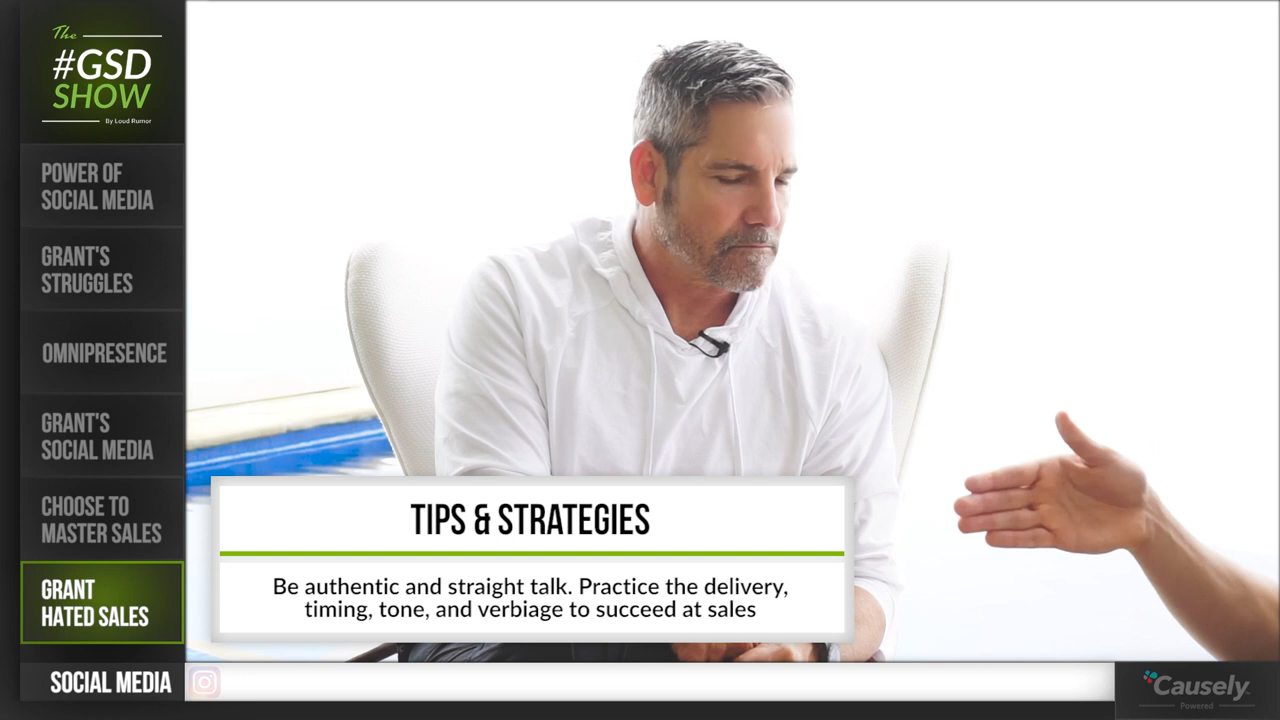 The
#GSD
SHOW
By Loud Rumor
POWER OF
SOCIAL MEDIA
GRANT'S
STRUGGLES
OMNIPRESENCE
GRANT'S
SOCIAL MEDIA
CHOOSE TO
MASTER SALES
GRANT
HATED SALES
TIPS & STRATEGIES
Be authentic and straight talk. Practice the delivery,
timing, tone, and verbiage to succeed at sales
SOCIAL MEDIA
Causely
Powered